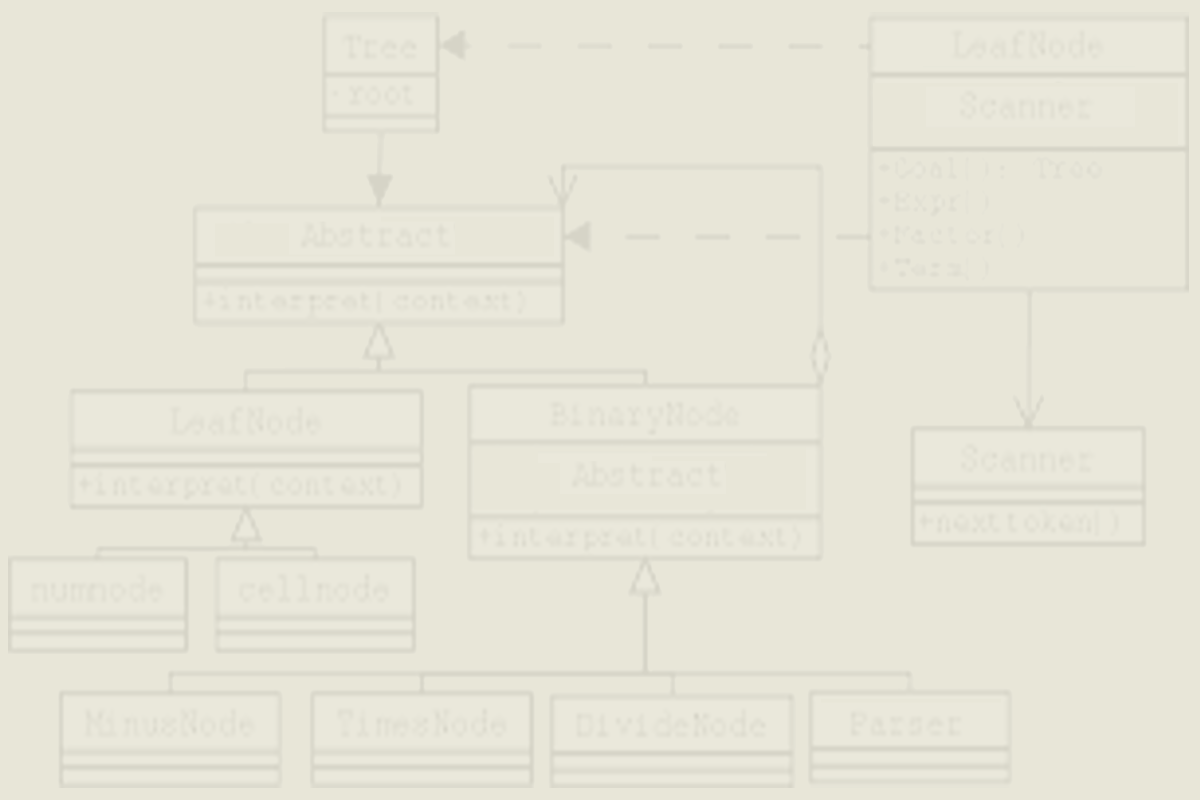 Tree
-root
LeafNode
Scanner
+Goal(): Tree
+Expr()
+Factor()
+Term()
Abstract
+interpret(context)
LeafNode
+interpret(context)
BinaryNode
Abstract
+interpret(context)
Scanner
+nexttoken()
numnode
cellnode
MinusNode
TimesNode
DivideNode
Parser